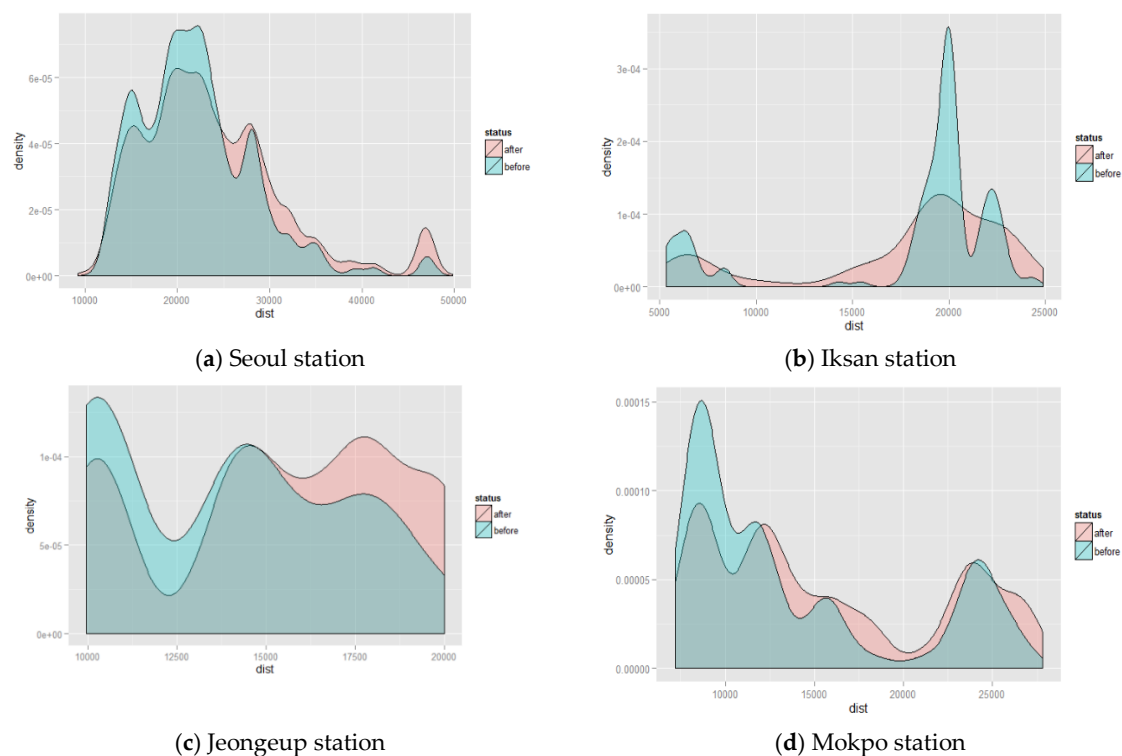 6e-05
4e-05
2e-05
0e+00
density
10000
20000
30000
40000
50000
dist
status
after
before
(a) Seoul station
3e-04
2e-04
1e-04
0e+00
density
5000
10000
15000
20000
25000
dist
status
after
before
(b) Iksan station
1e-04
5e-05
0e+00
density
10000
12500
15000
17500
20000
dist
status
after
before
(c) Jeongeup station
0.00015
0.00010
0.00005
0.00000
density
10000
15000
20000
25000
dist
status
after
before
(d) Mokpo station